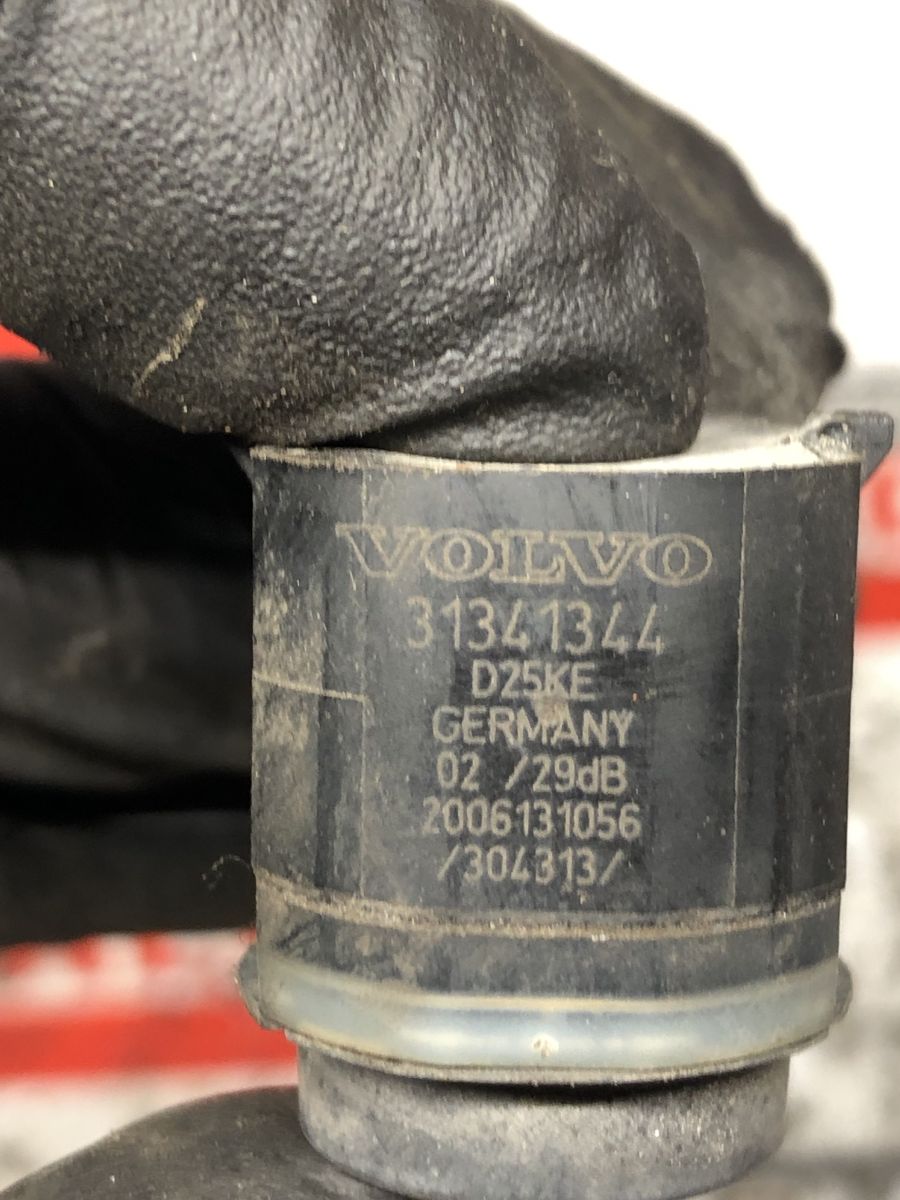 VOLVO
31341344
D25KE
GERMANY
02 /29dB
2006131056
/304313/